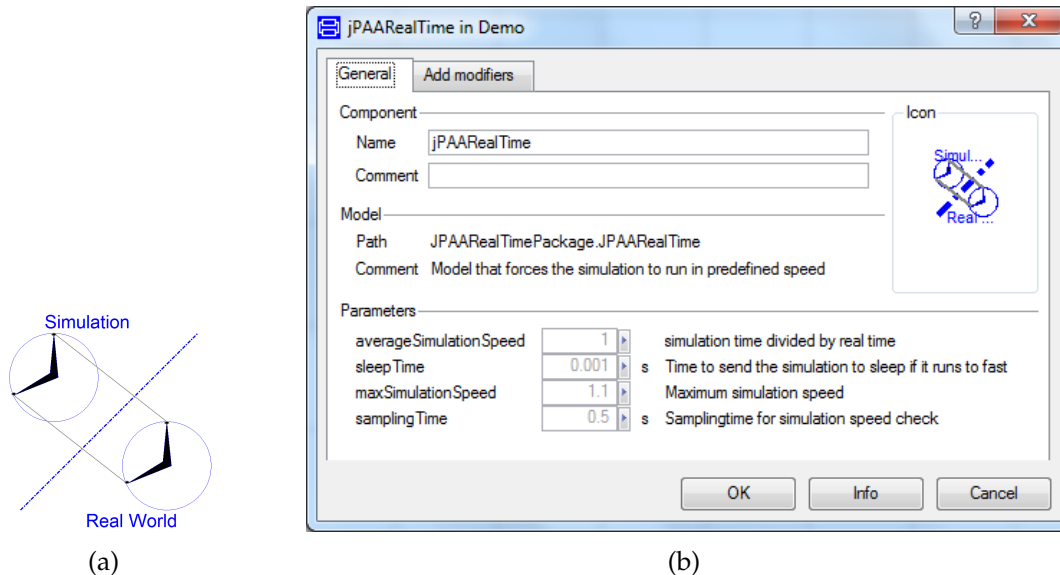 Simulation
Real World
(a)
jPAARealTime in Demo
?
x
General
Add modifiers
Component
Icon
Name
jPAARealTime
Comment
Simul...
Real ...
Model
Path JPAARealTimePackage.JPAARealTime
Comment Model that forces the simulation to run in predefined speed
Parameters
averageSimulationSpeed 1 simulation time divided by real time
sleepTime 0.001 s Time to send the simulation to sleep if it runs to fast
maxSimulationSpeed 1.1 Maximum simulation speed
samplingTime 0.5 s Samplingtime for simulation speed check
OK
Info
Cancel
(b)